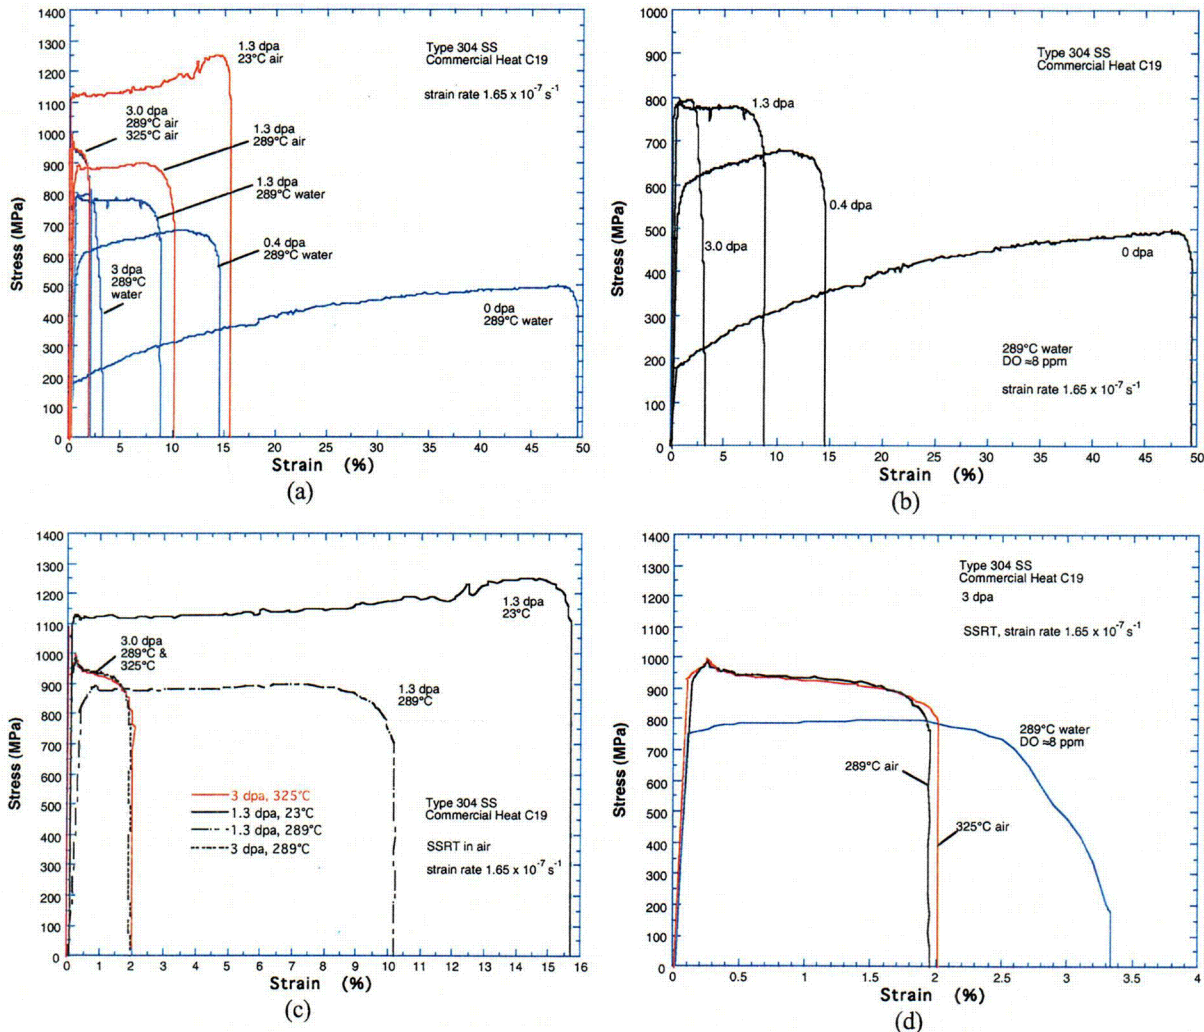 1400
1300
1200
1100
1000
900
800
700
600
500
400
300
200
100
0
Stress (MPa)
1.3 dpa
23°C air
Type 304 SS
Commercial Heat C19
strain rate 1.65 x 10-7 s-1
3.0 dpa
289°C air
325°C air
1.3 dpa
289°C air
1.3 dpa
289°C water
0.4 dpa
289°C water
3 dpa
289°C
water
0 dpa
289°C water
0 5 10 15 20 25 30 35 40 45 50
Strain (%)
(a)
1000
900
800
700
600
500
400
300
200
100
0
Stress (MPa)
Type 304 SS
Commercial Heat C19
1.3 dpa
0.4 dpa
3.0 dpa
0 dpa
289°C water
DO ≈8 ppm
strain rate 1.65 x 10-7 s-1
0 5 10 15 20 25 30 35 40 45 50
Strain (%)
(b)
1400
1300
1200
1100
1000
900
800
700
600
500
400
300
200
100
0
Stress (MPa)
1.3 dpa
23°C
3.0 dpa
289°C &
325°C
1.3 dpa
289°C
3 dpa, 325°C
1.3 dpa, 23°C
1.3 dpa, 289°C
3 dpa, 289°C
Type 304 SS
Commercial Heat C19
SSRT in air
strain rate 1.65 x 10-7 s-1
0 1 2 3 4 5 6 7 8 9 10 11 12 13 14 15 16
Strain (%)
(c)
1400
1300
1200
1100
1000
900
800
700
600
500
400
300
200
100
0
Stress (MPa)
Type 304 SS
Commercial Heat C19
3 dpa
SSRT, strain rate 1.65 x 10-7 s-1
289°C water
DO ≈8 ppm
289°C air
325°C air
0 0.5 1 1.5 2 2.5 3 3.5 4
Strain (%)
(d)